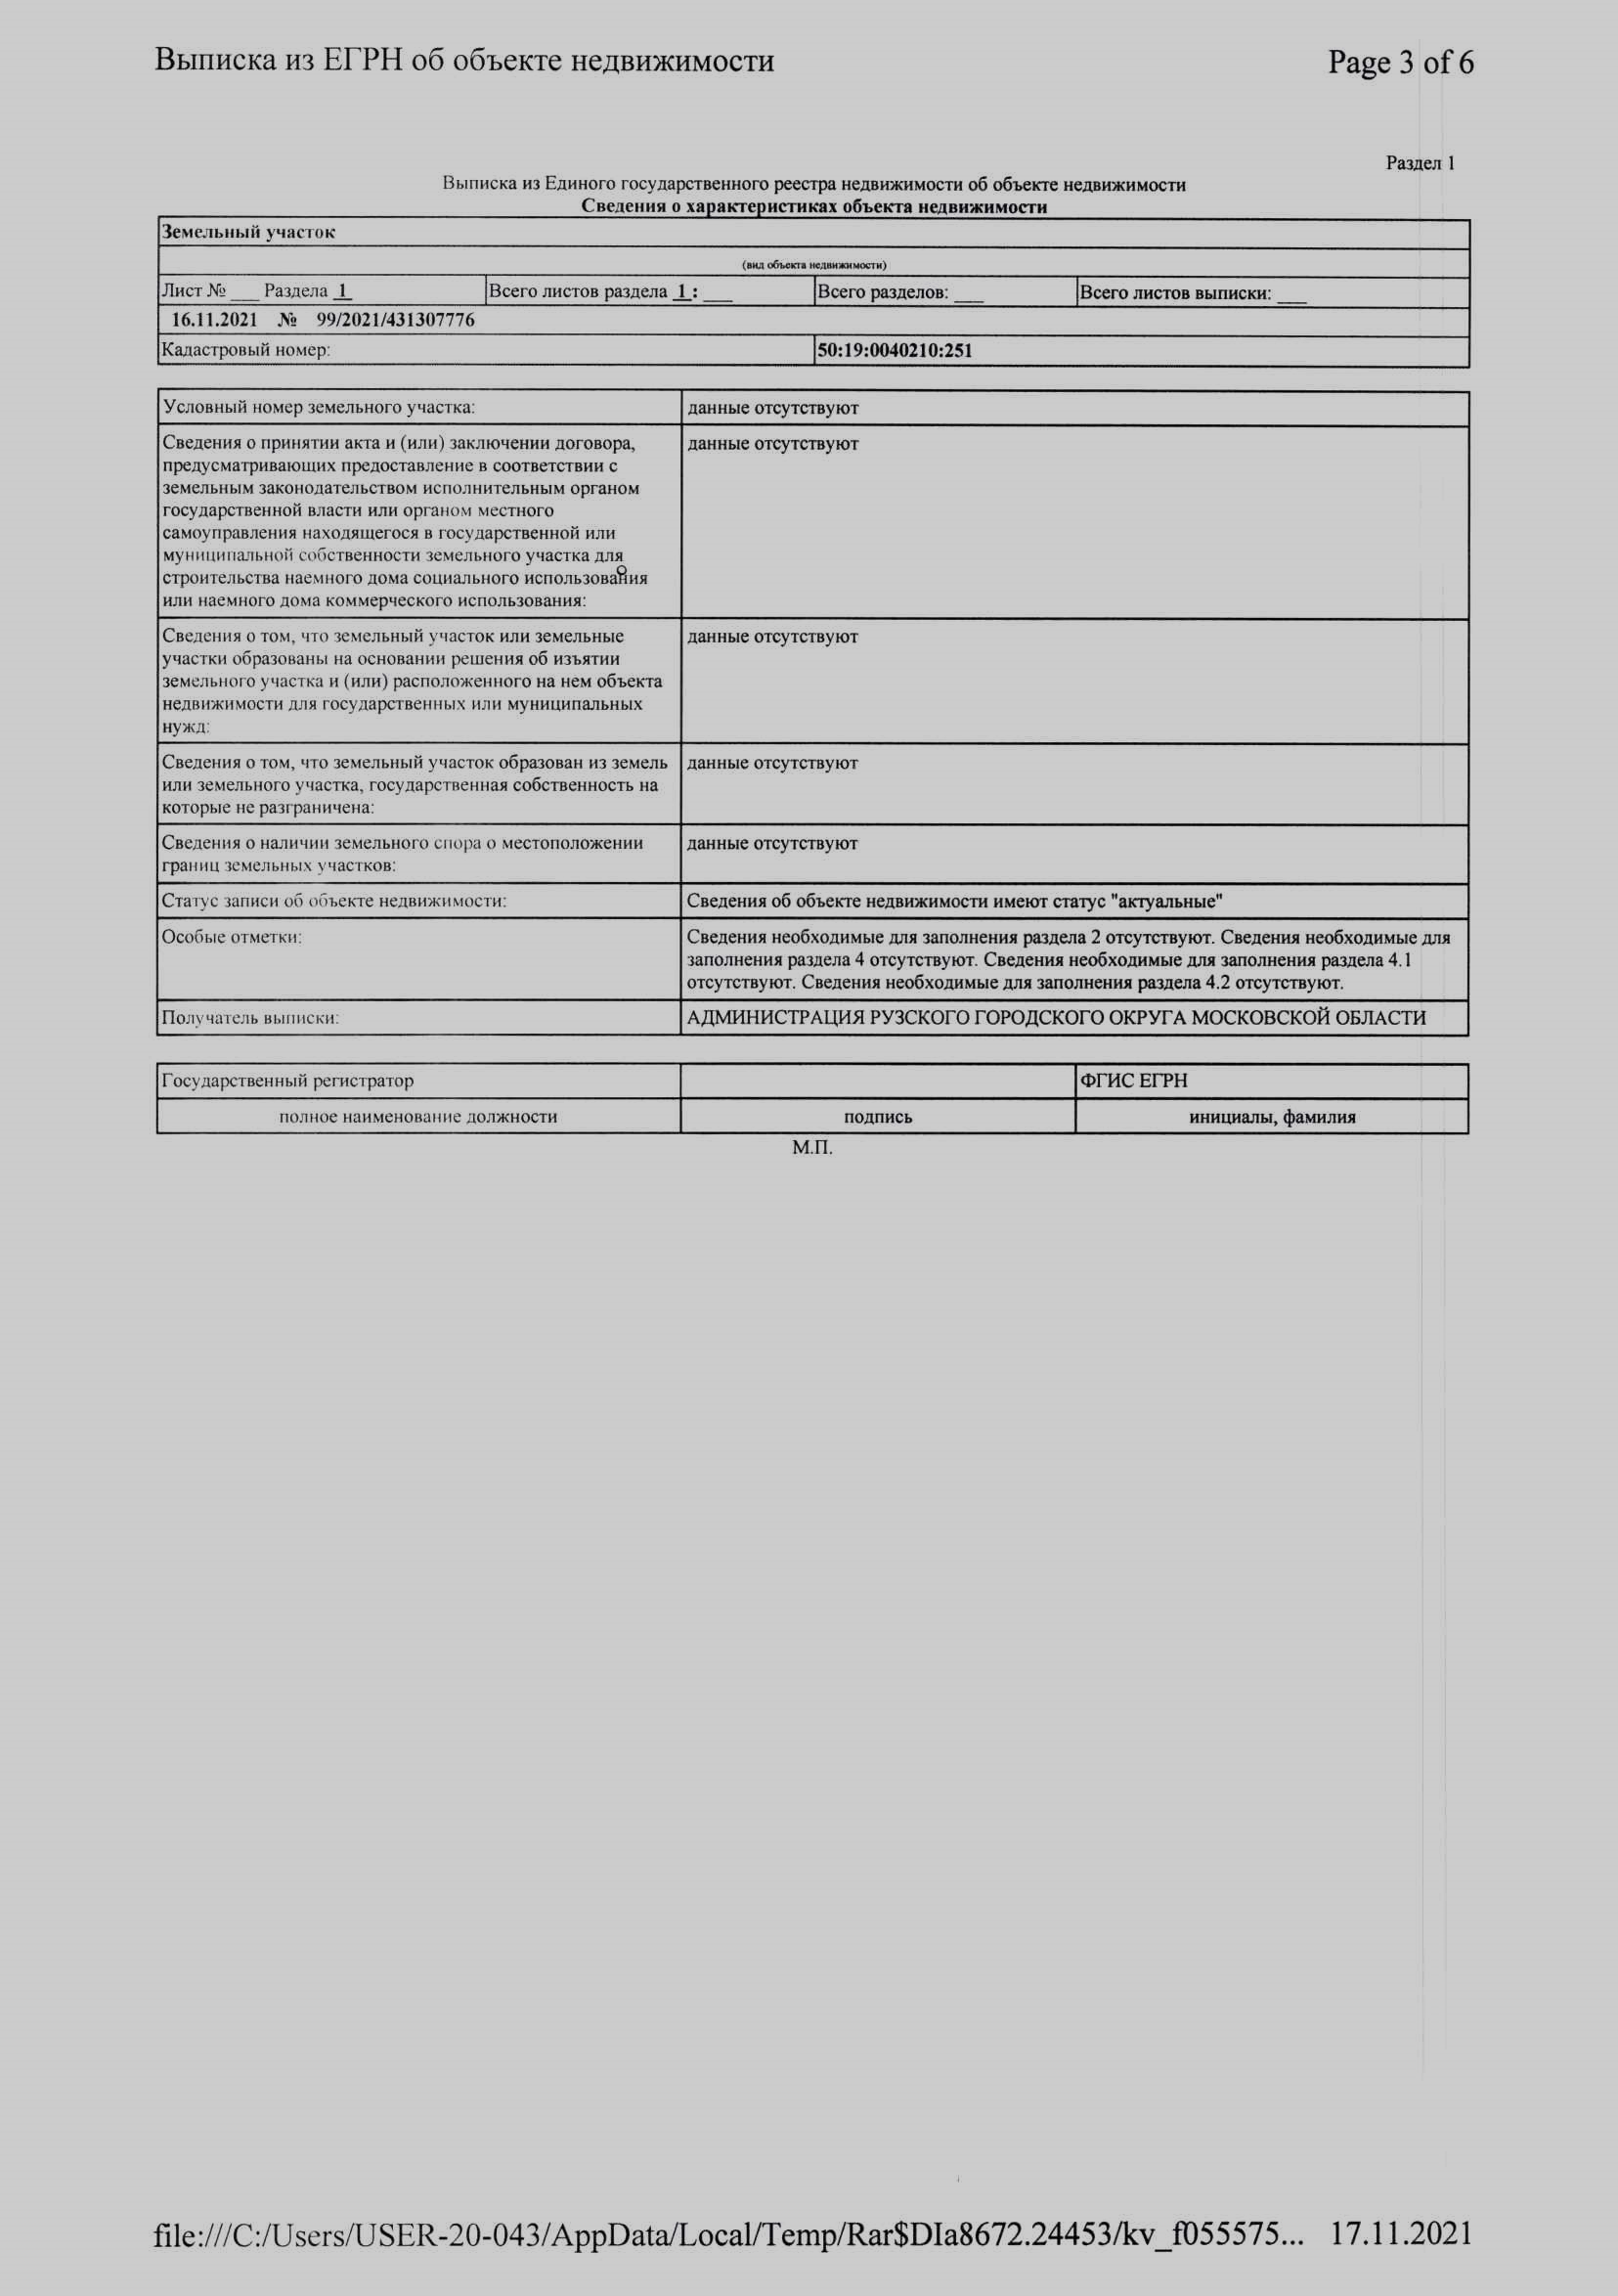 Выписка из ЕГРН об объекте недвижимости Page 3 of 6
Раздел 1
Выписка из Единого государственного реестра недвижимости об объекте недвижимости
Сведения о характеристиках объекта недвижимости
Земельный участок
(вид объекта недвижимости)
Лист № ___ Раздела 1 Всего листов раздела 1 : ___ Всего разделов: ___ Всего листов выписки: ___
16.11.2021 № 99/2021/431307776
Кадастровый номер: 50:19:0040210:251
Условный номер земельного участка: данные отсутствуют
Сведения о принятии акта и (или) заключении договора, данные отсутствуют
предусматривающих предоставление в соответствии с
земельным законодательством исполнительным органом
государственной власти или органом местного
самоуправления находящегося в государственной или
муниципальной собственности земельного участка для
строительства наемного дома социального использования
или наемного дома коммерческого использования:
Сведения о том, что земельный участок или земельные данные отсутствуют
участки образованы на основании решения об изъятии
земельного участка и (или) расположенного на нем объекта
недвижимости для государственных или муниципальных
нужд:
Сведения о том, что земельный участок образован из земель данные отсутствуют
или земельного участка, государственная собственность на
которые не разграничена:
Сведения о наличии земельного спора о местоположении данные отсутствуют
границ земельных участков:
Статус записи об объекте недвижимости: Сведения об объекте недвижимости имеют статус "актуальные"
Особые отметки: Сведения необходимые для заполнения раздела 2 отсутствуют. Сведения необходимые для
заполнения раздела 4 отсутствуют. Сведения необходимые для заполнения раздела 4.1
отсутствуют. Сведения необходимые для заполнения раздела 4.2 отсутствуют.
Получатель выписки: АДМИНИСТРАЦИЯ РУЗСКОГО ГОРОДСКОГО ОКРУГА МОСКОВСКОЙ ОБЛАСТИ
Государственный регистратор ФГИС ЕГРН
полное наименование должности подпись инициалы, фамилия
М.П.
file:///C:/Users/USER-20-043/AppData/Local/Temp/Rar$DIa8672.24453/kv_f055575... 17.11.2021